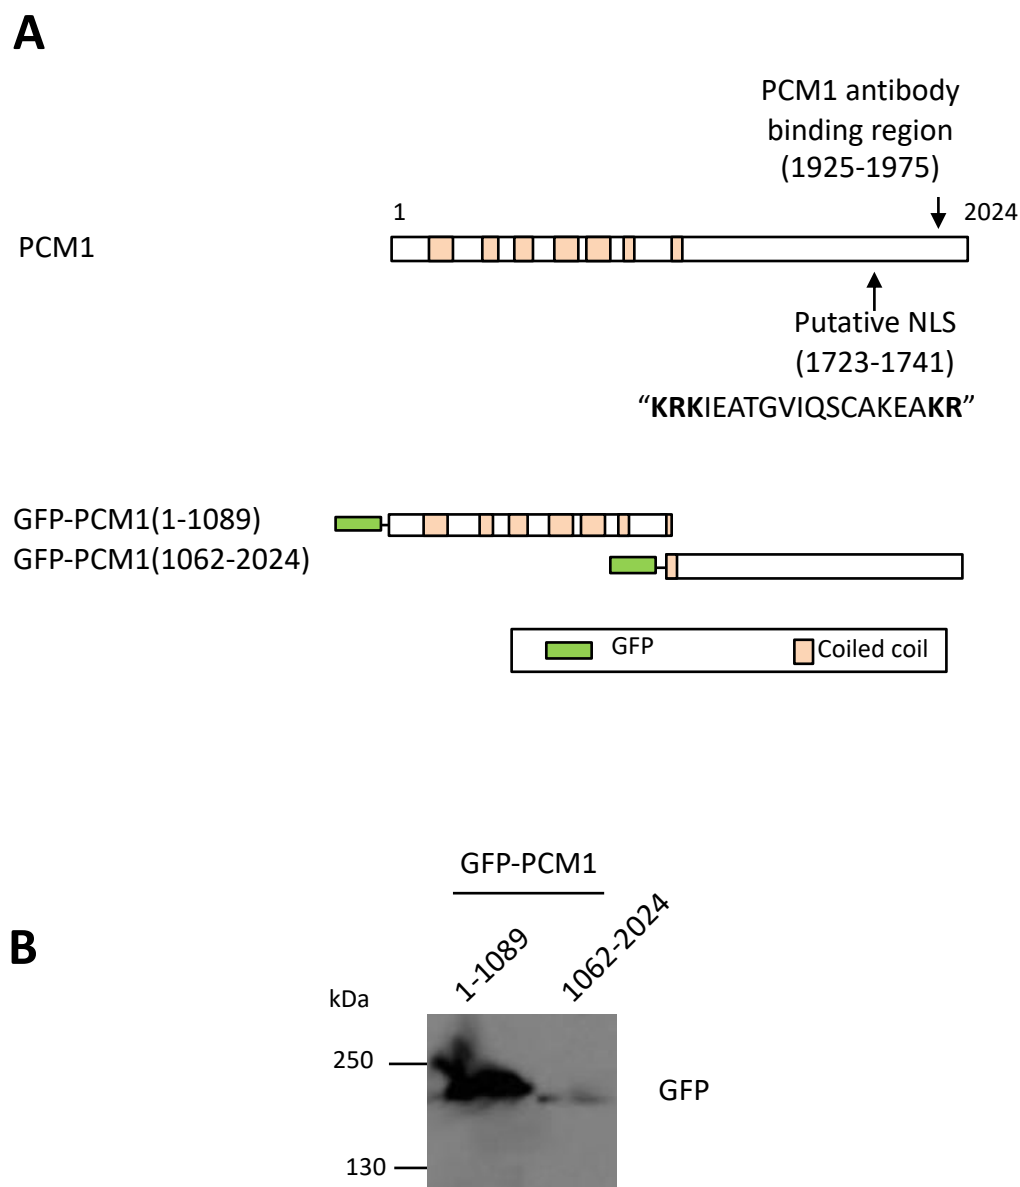 A
PCM1 antibody
binding region
(1925-1975)
1
2024
PCM1
Putative NLS
(1723-1741)
“KRKIEATGVIQSCAKEAKR”
GFP-PCM1(1-1089)
GFP-PCM1(1062-2024)
GFP
Coiled coil
GFP-PCM1
B
1-1089
1062-2024
kDa
250
GFP
130